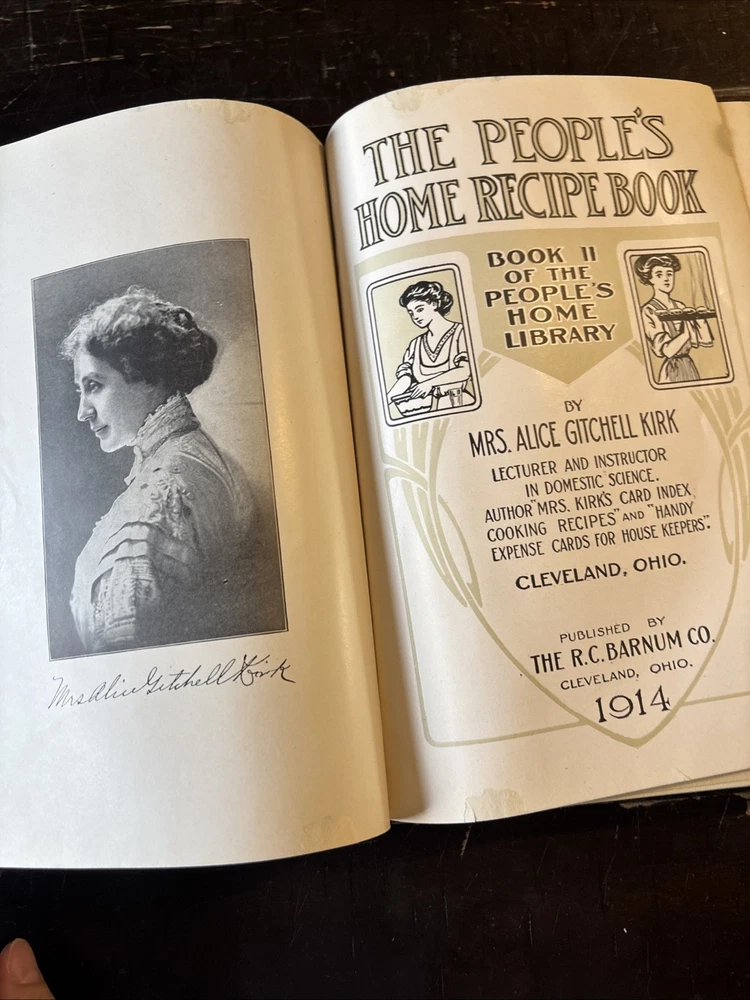 Mrs Alice Gitchell Kirk
THE PEOPLE'S
HOME RECIPE BOOK
BOOK II
OF THE
PEOPLE'S
HOME
LIBRARY
BY
MRS. ALICE GITCHELL KIRK
LECTURER AND INSTRUCTOR
IN DOMESTIC SCIENCE.
AUTHOR "MRS. KIRK'S CARD INDEX
COOKING RECIPES" AND "HANDY
EXPENSE CARDS FOR HOUSE KEEPERS".
CLEVELAND, OHIO.
PUBLISHED BY
THE R.C. BARNUM CO.
CLEVELAND, OHIO.
1914